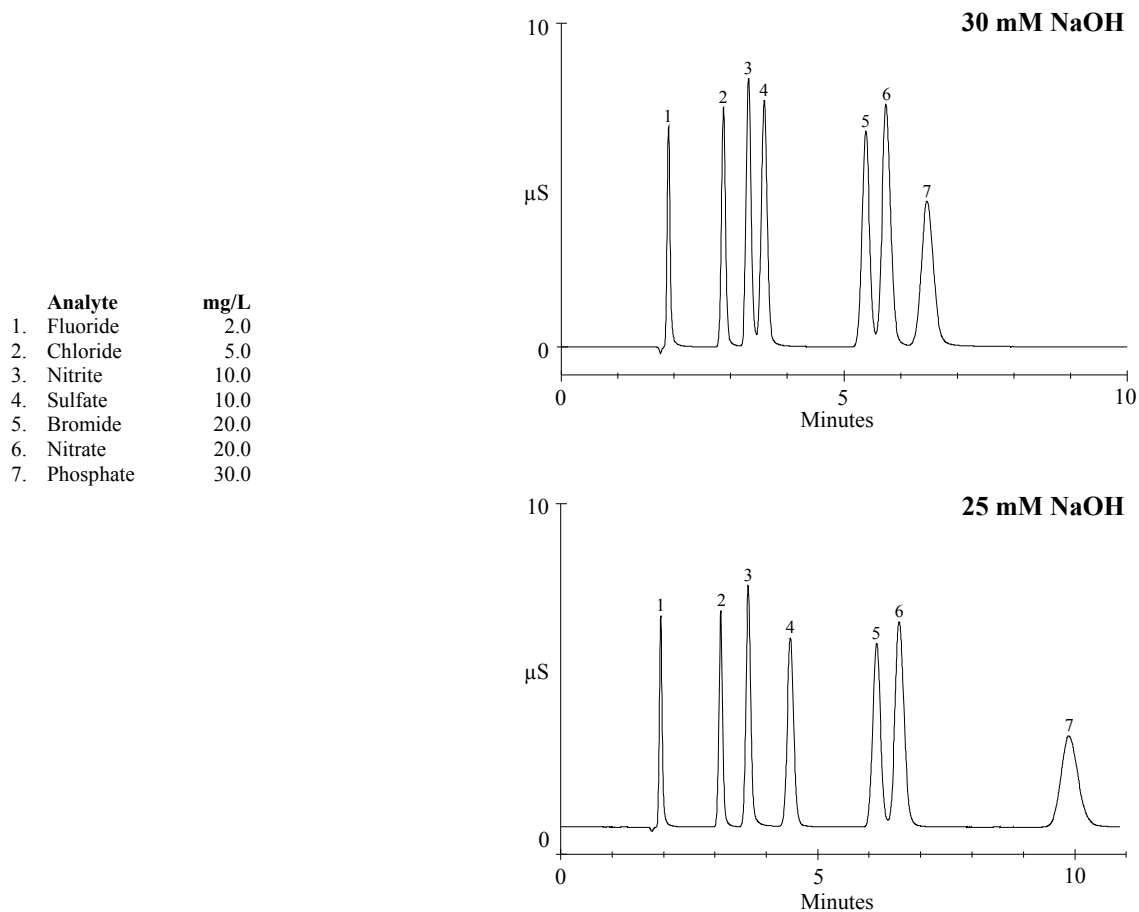 Analyte mg/L
1. Fluoride 2.0
2. Chloride 5.0
3. Nitrite 10.0
4. Sulfate 10.0
5. Bromide 20.0
6. Nitrate 20.0
7. Phosphate 30.0
30 mM NaOH
10
µS
0
1
2
3
4
5
6
7
0 5 10
Minutes
25 mM NaOH
10
µS
0
1
2
3
4
5
6
7
0 5 10
Minutes